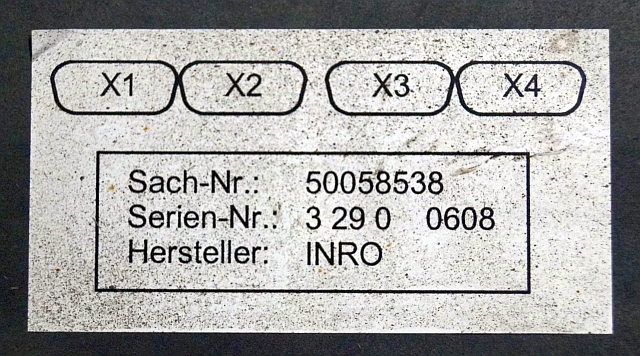 X1 X2 X3 X4
Sach-Nr.: 50058538
Serien-Nr.: 3 29 0 0608
Hersteller: INRO